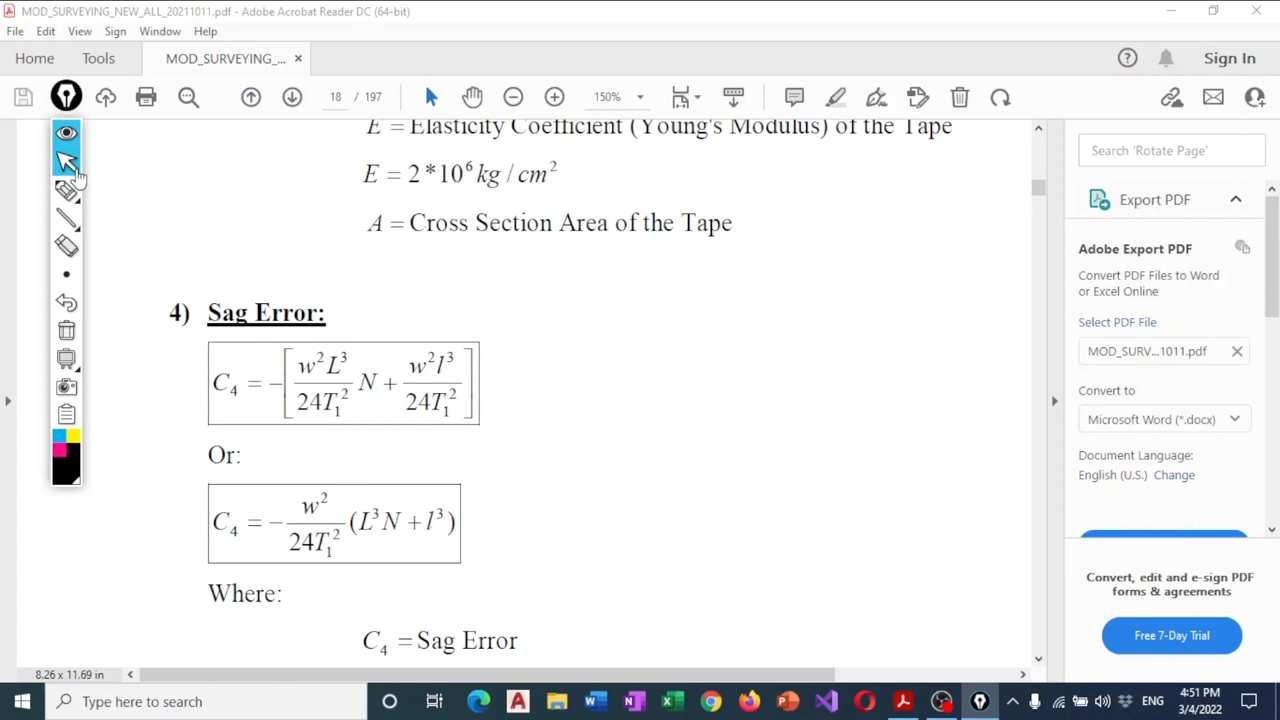 MOD_SURVEYING_NEW_ALL_20211011.pdf - Adobe Acrobat Reader DC (64-bit)
File Edit View Sign Window Help
Home Tools MOD_SURVEYING_... × Sign In
18 / 197 150%
E = Elasticity Coefficient (Young's Modulus) of the Tape
E = 2 *10⁶ kg / cm²
A = Cross Section Area of the Tape
4) Sag Error:
C₄ = −[w²L³/24T₁² N + w²l³/24T₁²]
Or:
C₄ = − w²/24T₁² (L³N + l³)
Where:
C₄ = Sag Error
8.26 x 11.69 in
Search 'Rotate Page'
Export PDF
Adobe Export PDF
Convert PDF Files to Word
or Excel Online
Select PDF File
MOD_SURV...1011.pdf
Convert to
Microsoft Word (*.docx)
Document Language:
English (U.S.) Change
Convert, edit and e-sign PDF
forms & agreements
Free 7-Day Trial
Type here to search
ENG
4:51 PM
3/4/2022